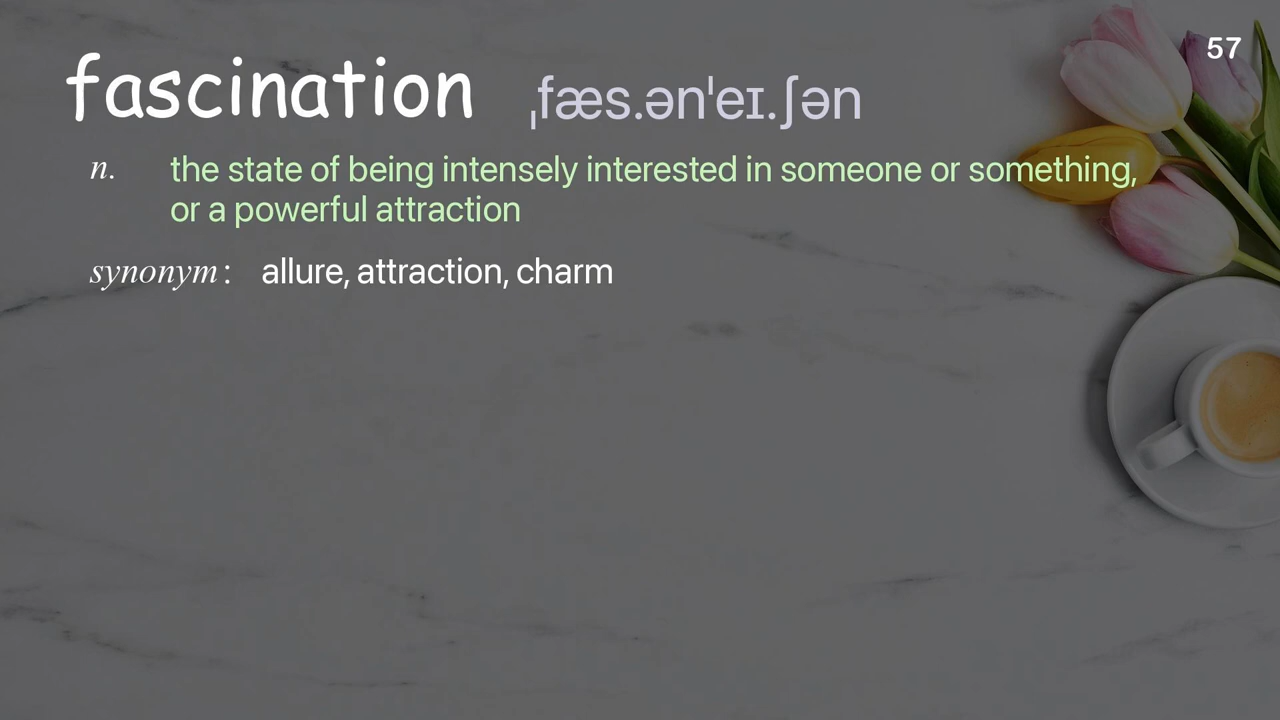 57
fascination ˌfæs.ənˈeɪ.ʃən
n. the state of being intensely interested in someone or something,
or a powerful attraction
synonym: allure, attraction, charm